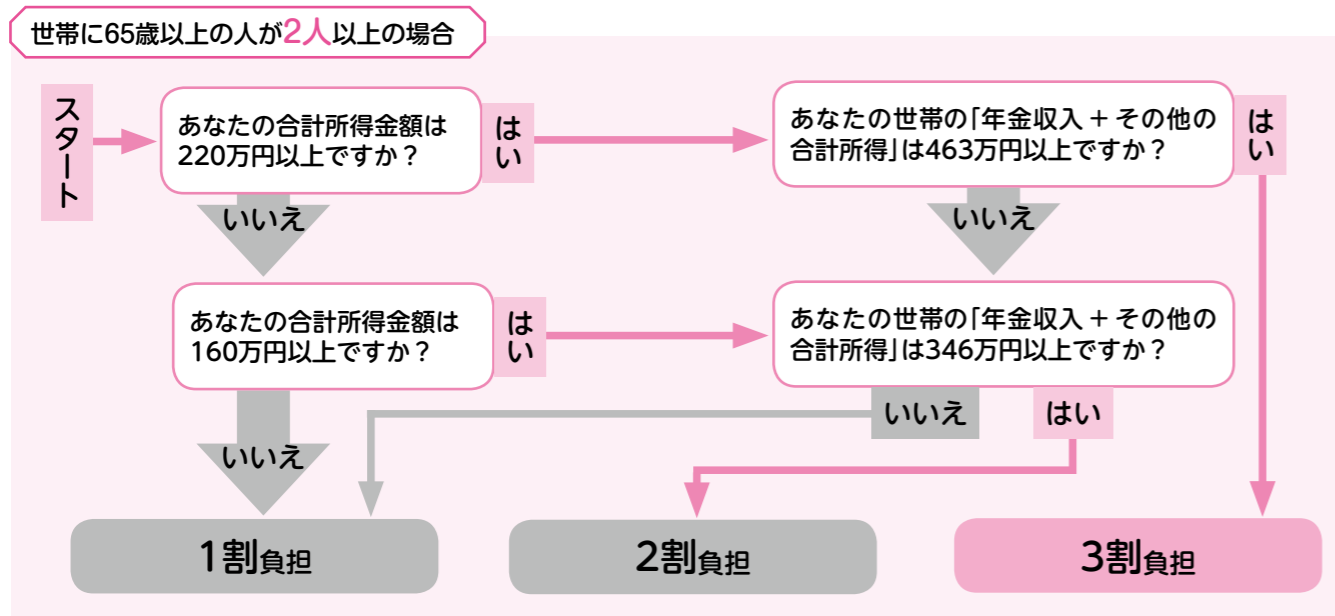 世帯に65歳以上の人が2人以上の場合
スタート
あなたの合計所得金額は
220万円以上ですか？
はい
いいえ
あなたの世帯の「年金収入＋その他の
合計所得」は463万円以上ですか？
はい
いいえ
あなたの合計所得金額は
160万円以上ですか？
はい
いいえ
あなたの世帯の「年金収入＋その他の
合計所得」は346万円以上ですか？
いいえ
はい
1割負担
2割負担
3割負担